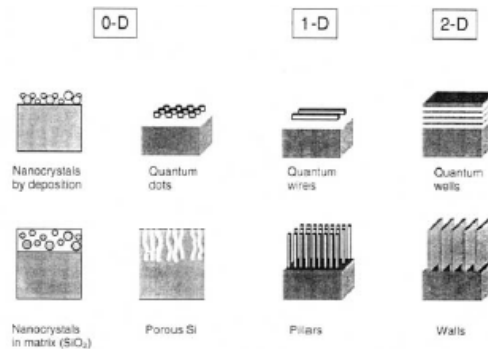 0-D
1-D
2-D
Nanocrystals
by deposition
Quantum
dots
Quantum
wires
Quantum
wells
Nanocrystals
in matrix (SiO₂)
Porous Si
Pillars
Walls